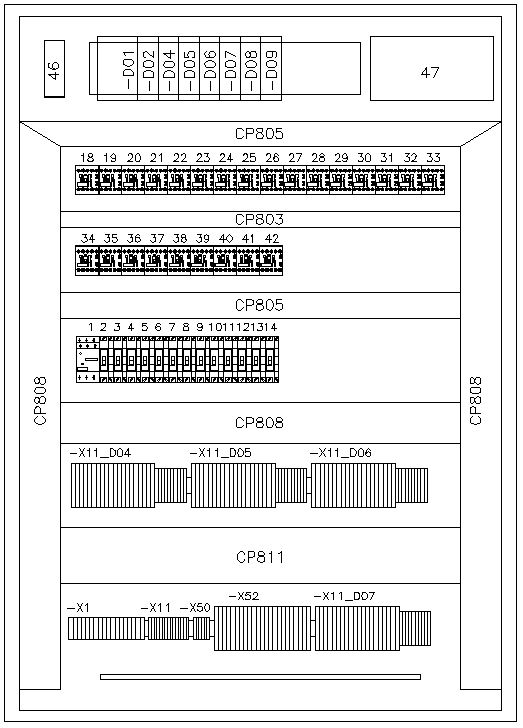 46 -D01 -D02 -D04 -D05 -D06 -D07 -D08 -D09 47
CP805
18 19 20 21 22 23 24 25 26 27 28 29 30 31 32 33
CP803
34 35 36 37 38 39 40 41 42
CP805
1 2 3 4 5 6 7 8 9 10 11 12 13 14
CP808
CP808
CP808
-X11_D04 -X11_D05 -X11_D06
CP811
-X1 -X11 -X50 -X52 -X11_D07